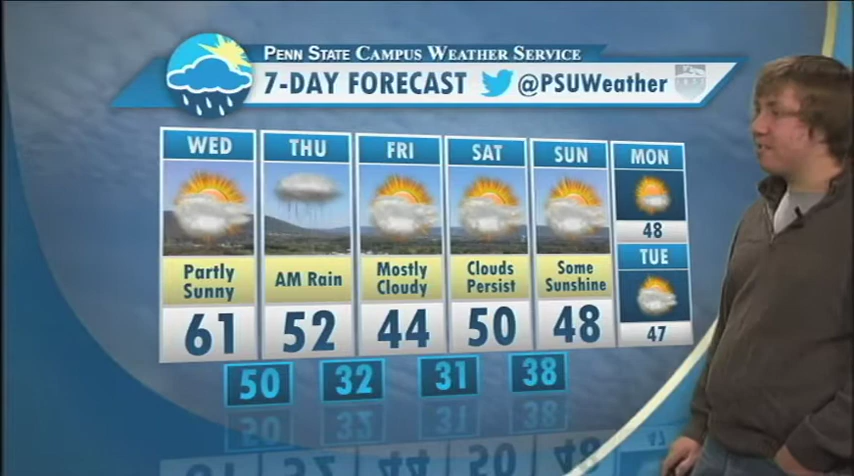 PENN STATE CAMPUS WEATHER SERVICE
7-DAY FORECAST @PSUWeather
WED THU FRI SAT SUN MON
48
TUE
Partly Sunny AM Rain Mostly Cloudy Clouds Persist Some Sunshine
61 52 44 50 48 47
50 32 31 38